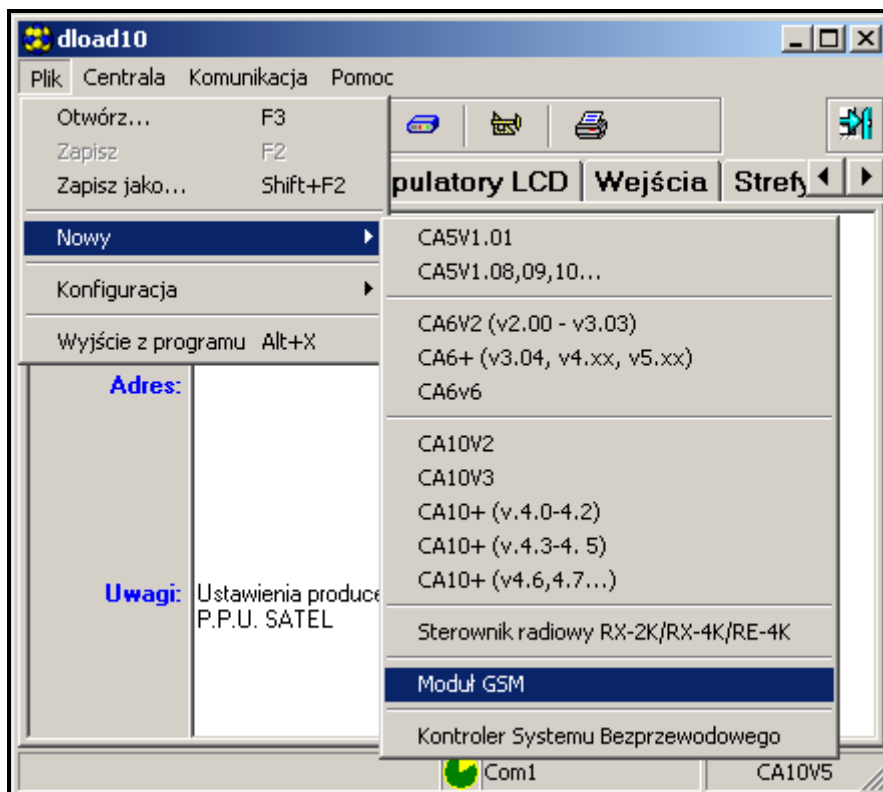 dload10
Plik Centrala Komunikacja Pomoc
Otwórz... F3
Zapisz F2
Zapisz jako... Shift+F2
pulatory LCD Wejścia Strefy
Nowy
CA5V1.01
CA5V1.08,09,10...
Konfiguracja
CA6V2 (v2.00 - v3.03)
Wyjście z programu Alt+X
CA6+ (v3.04, v4.xx, v5.xx)
Adres:
CA6v6
CA10V2
CA10V3
CA10+ (v.4.0-4.2)
CA10+ (v.4.3-4. 5)
CA10+ (v4.6,4.7...)
Uwagi: Ustawienia produce
P.P.U. SATEL
Sterownik radiowy RX-2K/RX-4K/RE-4K
Moduł GSM
Kontroler Systemu Bezprzewodowego
Com1 CA10V5